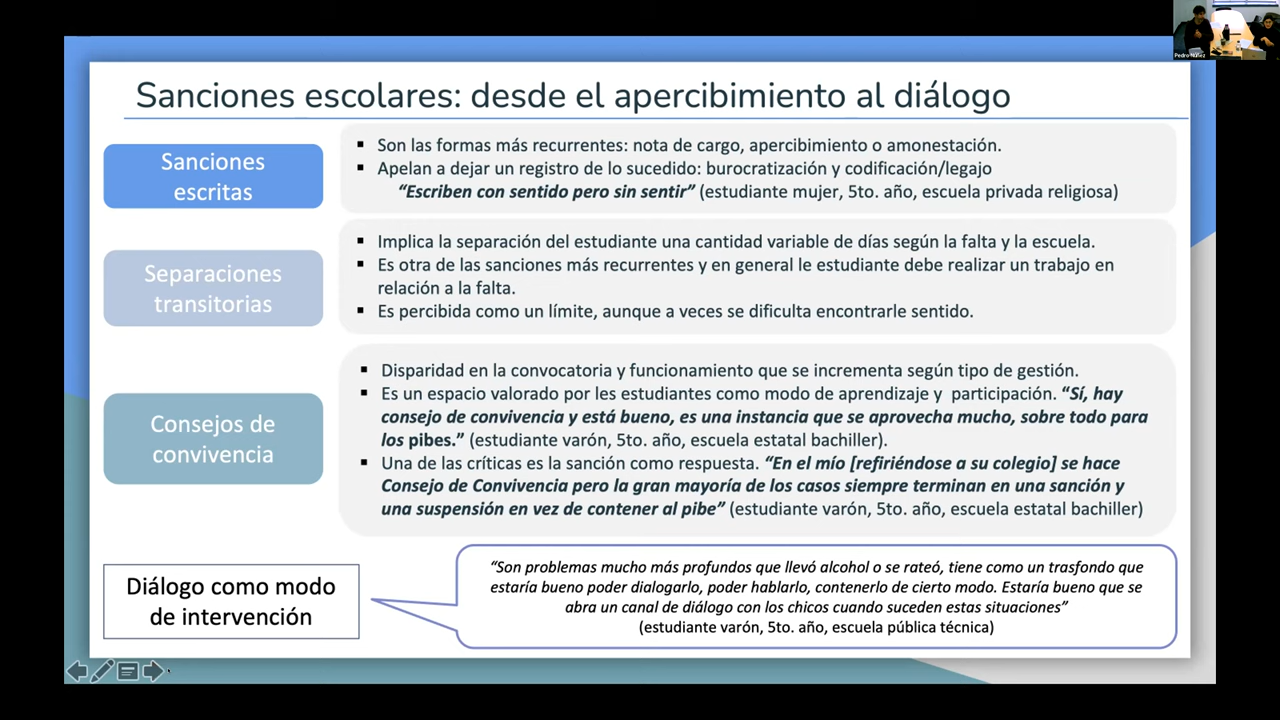 Pedro Núñez
Sanciones escolares: desde el apercibimiento al diálogo
Sanciones
escritas
▪ Son las formas más recurrentes: nota de cargo, apercibimiento o amonestación.
▪ Apelan a dejar un registro de lo sucedido: burocratización y codificación/legajo
“Escriben con sentido pero sin sentir” (estudiante mujer, 5to. año, escuela privada religiosa)
Separaciones
transitorias
▪ Implica la separación del estudiante una cantidad variable de días según la falta y la escuela.
▪ Es otra de las sanciones más recurrentes y en general le estudiante debe realizar un trabajo en
relación a la falta.
▪ Es percibida como un límite, aunque a veces se dificulta encontrarle sentido.
Consejos de
convivencia
▪ Disparidad en la convocatoria y funcionamiento que se incrementa según tipo de gestión.
▪ Es un espacio valorado por les estudiantes como modo de aprendizaje y participación. “Sí, hay
consejo de convivencia y está bueno, es una instancia que se aprovecha mucho, sobre todo para
los pibes.” (estudiante varón, 5to. año, escuela estatal bachiller).
▪ Una de las críticas es la sanción como respuesta. “En el mío [refiriéndose a su colegio] se hace
Consejo de Convivencia pero la gran mayoría de los casos siempre terminan en una sanción y
una suspensión en vez de contener al pibe” (estudiante varón, 5to. año, escuela estatal bachiller)
Diálogo como modo
de intervención
“Son problemas mucho más profundos que llevó alcohol o se rateó, tiene como un trasfondo que
estaría bueno poder dialogarlo, poder hablarlo, contenerlo de cierto modo. Estaría bueno que se
abra un canal de diálogo con los chicos cuando suceden estas situaciones”
(estudiante varón, 5to. año, escuela pública técnica)